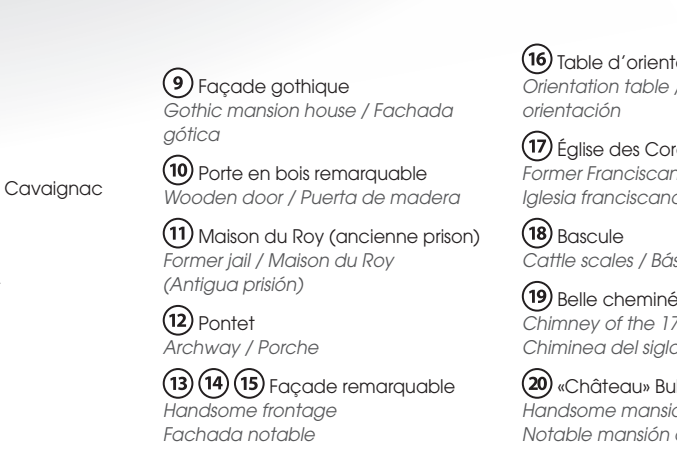 Cavaignac
9 Façade gothique
Gothic mansion house / Fachada
gótica
10 Porte en bois remarquable
Wooden door / Puerta de madera
11 Maison du Roy (ancienne prison)
Former jail / Maison du Roy
(Antigua prisión)
12 Pontet
Archway / Porche
13 14 15 Façade remarquable
Handsome frontage
Fachada notable
16 Table d’orient
Orientation table /
orientación
17 Église des Cor
Former Franciscan
Iglesia franciscana
18 Bascule
Cattle scales / Bás
19 Belle cheminé
Chimney of the 17
Chiminea del siglo
20 «Château» Bu
Handsome mansio
Notable mansión